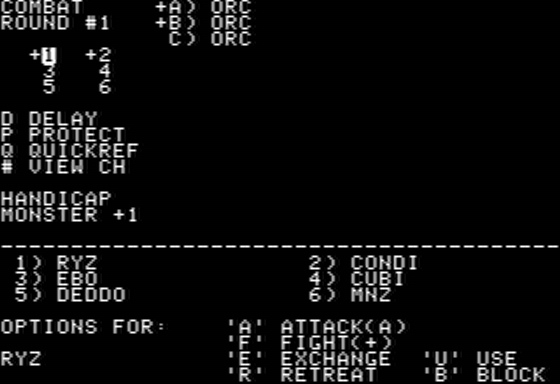 COMBAT +A) ORC
ROUND #1 +B) ORC
C) ORC
+1 +2
3 4
5 6
D DELAY
P PROTECT
Q QUICKREF
# VIEW CH
HANDICAP
MONSTER +1
----------------------------------------
1) RYZ 2) CONDI
3) EBO 4) CUBI
5) DEDDO 6) MNZ
OPTIONS FOR: 'A' ATTACK(A)
'F' FIGHT(+)
RYZ 'E' EXCHANGE 'U' USE
'R' RETREAT 'B' BLOCK